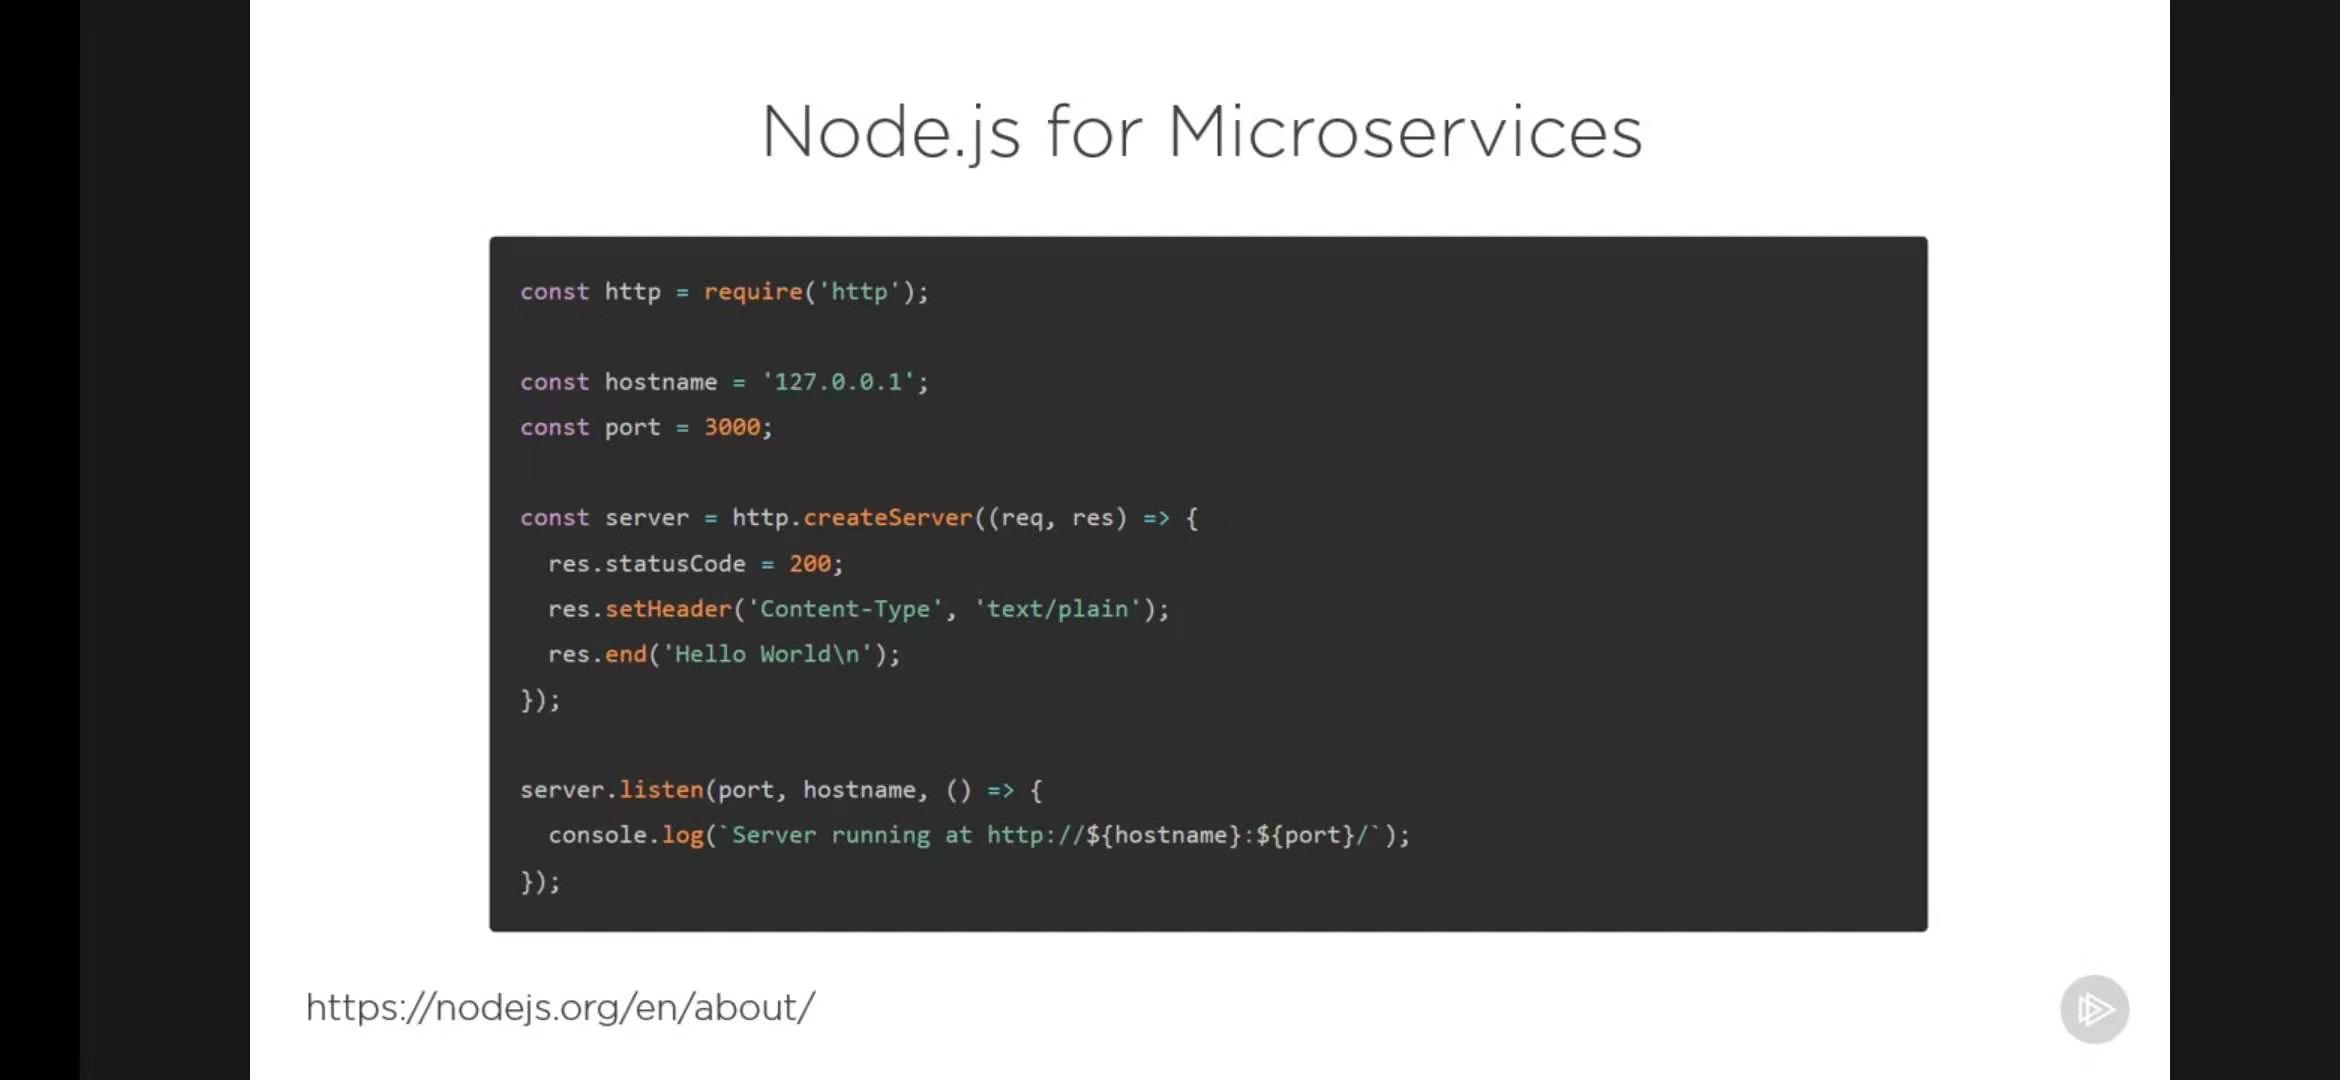 Node.js for Microservices
const http = require('http');
const hostname = '127.0.0.1';
const port = 3000;
const server = http.createServer((req, res) => {
  res.statusCode = 200;
  res.setHeader('Content-Type', 'text/plain');
  res.end('Hello World\n');
});
server.listen(port, hostname, () => {
  console.log(`Server running at http://${hostname}:${port}/`);
});
https://nodejs.org/en/about/